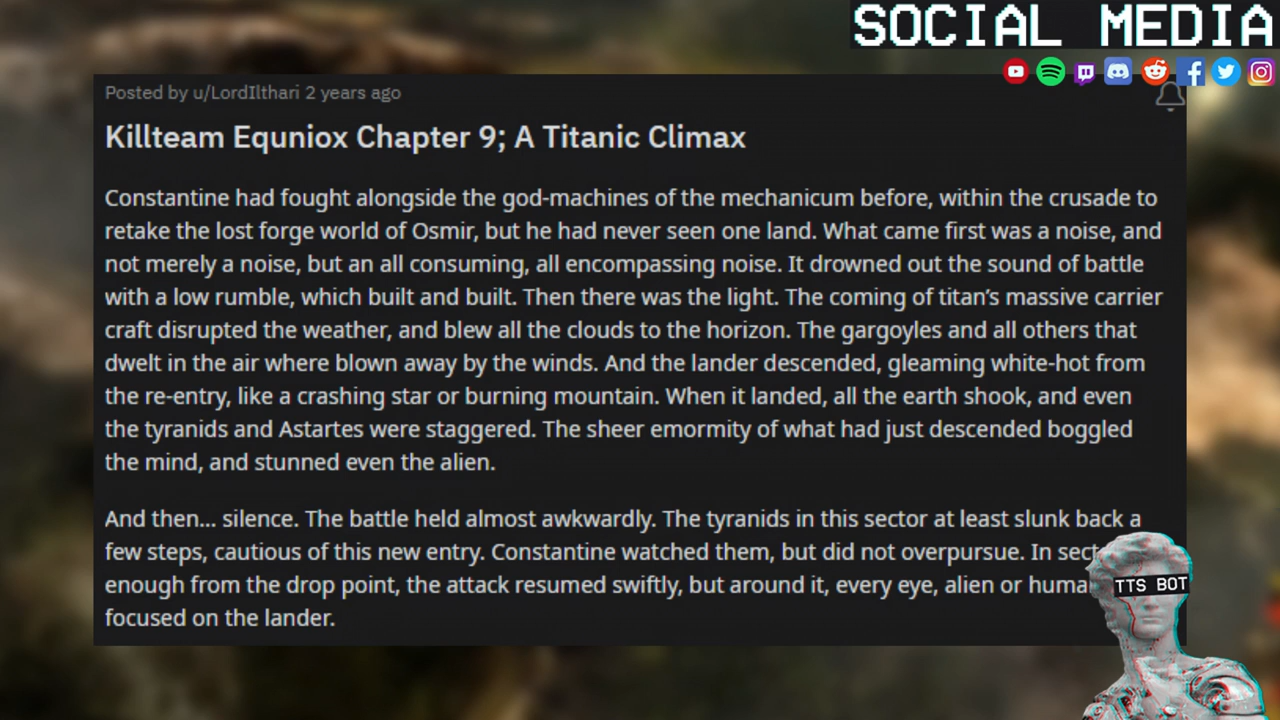 SOCIAL MEDIA
Posted by u/LordIlthari 2 years ago
Killteam Equniox Chapter 9; A Titanic Climax
Constantine had fought alongside the god-machines of the mechanicum before, within the crusade to
retake the lost forge world of Osmir, but he had never seen one land. What came first was a noise, and
not merely a noise, but an all consuming, all encompassing noise. It drowned out the sound of battle
with a low rumble, which built and built. Then there was the light. The coming of titan's massive carrier
craft disrupted the weather, and blew all the clouds to the horizon. The gargoyles and all others that
dwelt in the air where blown away by the winds. And the lander descended, gleaming white-hot from
the re-entry, like a crashing star or burning mountain. When it landed, all the earth shook, and even
the tyranids and Astartes were staggered. The sheer emormity of what had just descended boggled
the mind, and stunned even the alien.
And then... silence. The battle held almost awkwardly. The tyranids in this sector at least slunk back a
few steps, cautious of this new entry. Constantine watched them, but did not overpursue. In
enough from the drop point, the attack resumed swiftly, but around it, every eye, alien or
focused on the lander.
TTS BOT